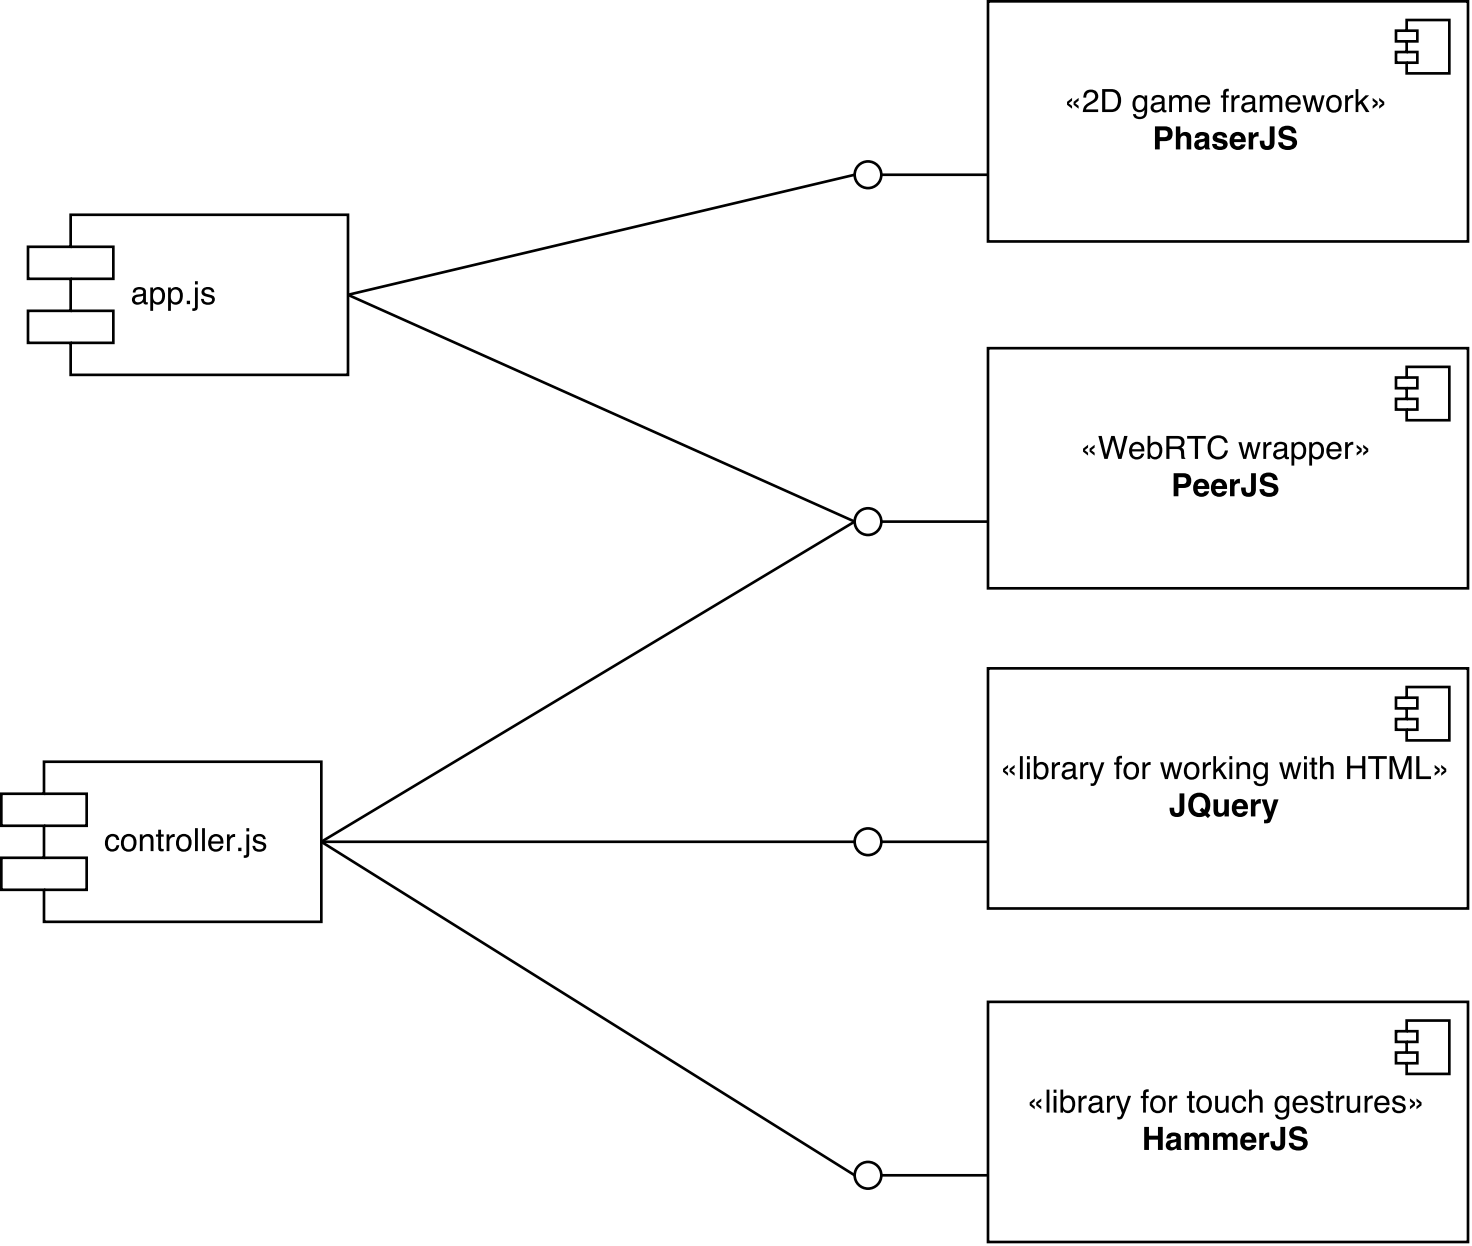 «2D game framework»
PhaserJS
app.js
«WebRTC wrapper»
PeerJS
«library for working with HTML»
JQuery
controller.js
«library for touch gestrures»
HammerJS